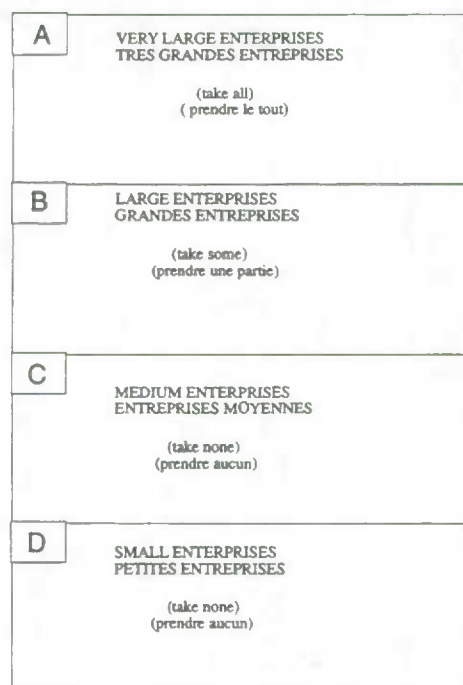 A
VERY LARGE ENTERPRISES
TRES GRANDES ENTREPRISES
(take all)
( prendre le tout)
B
LARGE ENTERPRISES
GRANDES ENTREPRISES
(take some)
(prendre une partie)
C
MEDIUM ENTERPRISES
ENTREPRISES MOYENNES
(take none)
(prendre aucun)
D
SMALL ENTERPRISES
PETITES ENTREPRISES
(take none)
(prendre aucun)